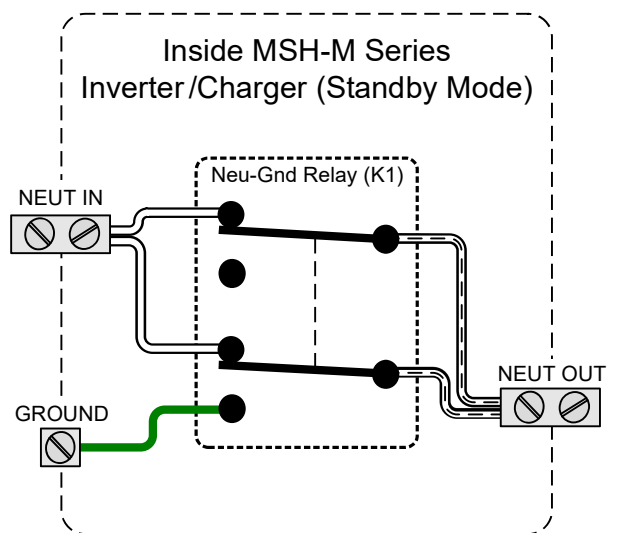 Inside MSH-M Series
Inverter/Charger (Standby Mode)
Neu-Gnd Relay (K1)
NEUT IN
NEUT OUT
GROUND